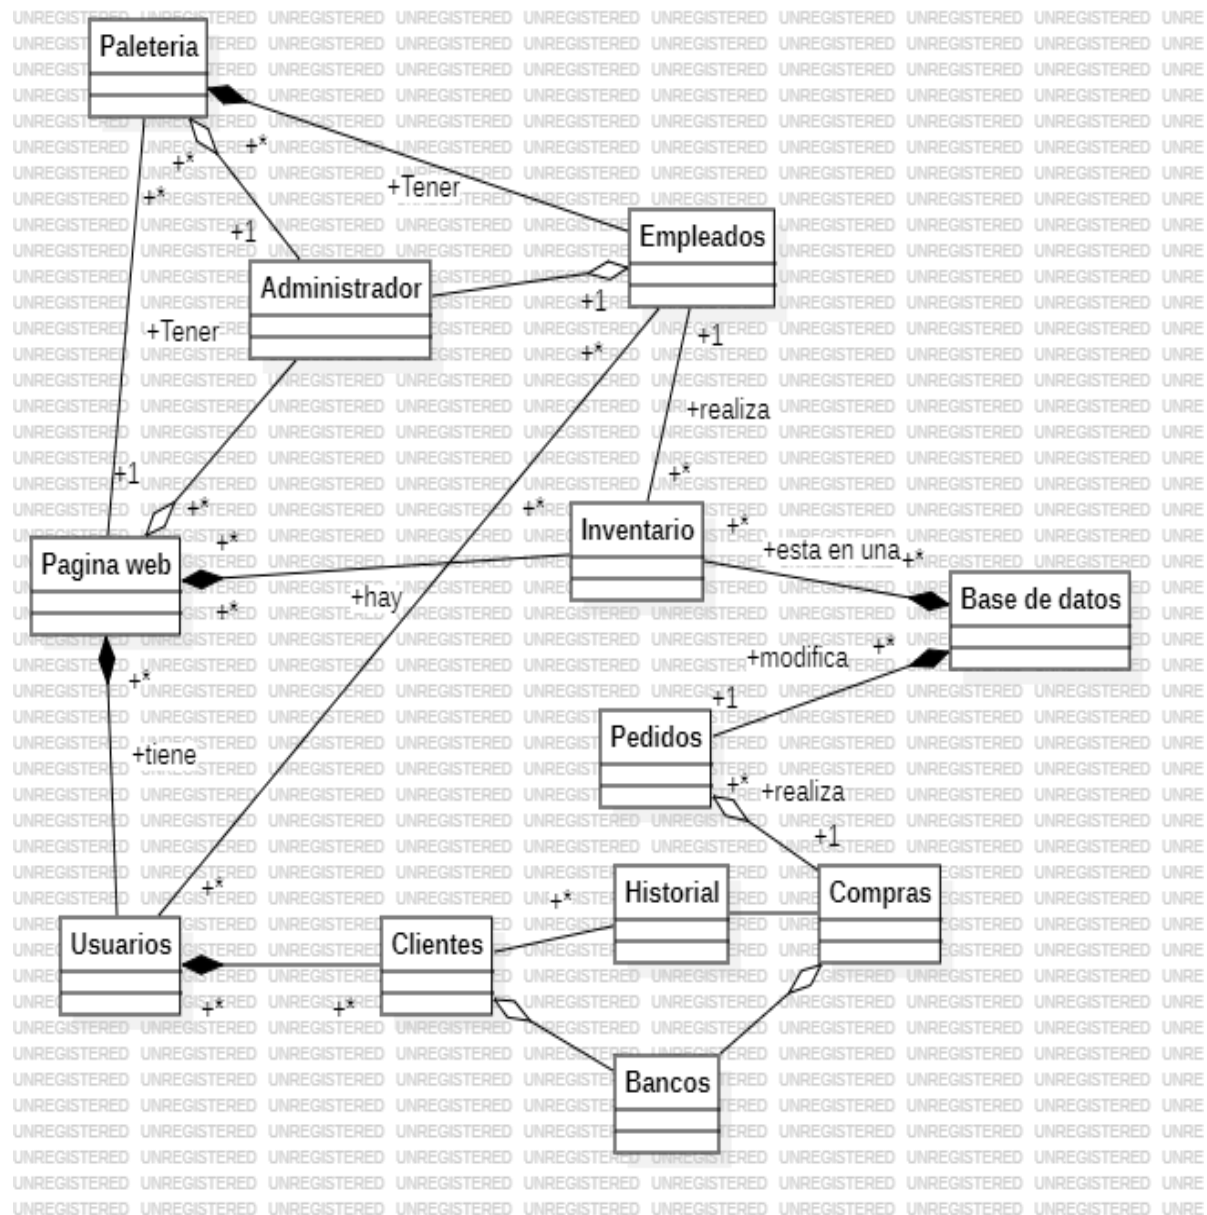 Paleteria
+*
+*
+*
+Tener
+1
Empleados
Administrador
+1
+Tener
+*
+1
+realiza
+1
+*
+*
+*
Inventario
+*
+*
+esta en una
+*
Pagina web
+hay
+*
Base de datos
+*
+modifica
+*
+1
Pedidos
+tiene
+*
+realiza
+1
+*
Historial
Compras
+*
Usuarios
Clientes
+*
+*
Bancos
UNREGISTERED